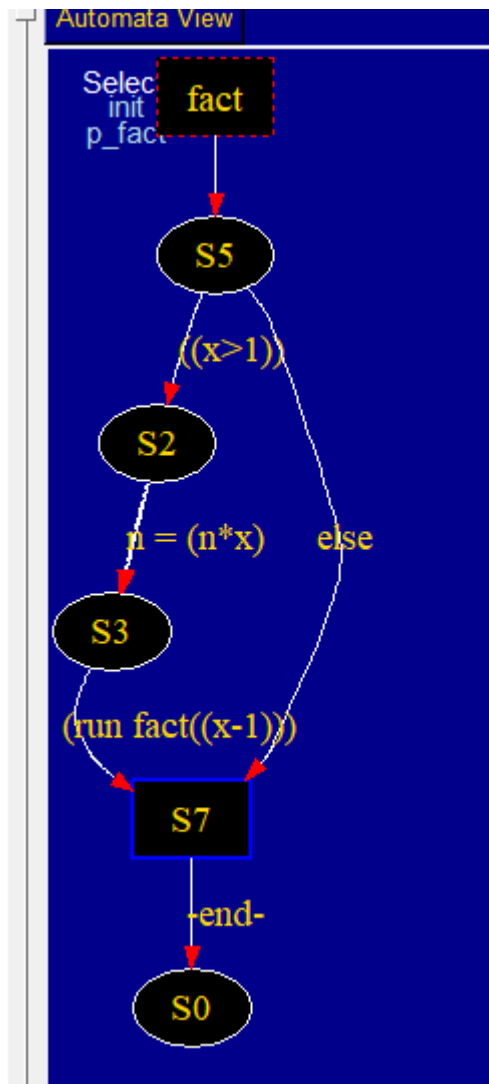 Automata View
Selec
init
p_fact
fact
S5
((x>1))
S2
n = (n*x)
else
S3
(run fact((x-1)))
S7
-end-
S0